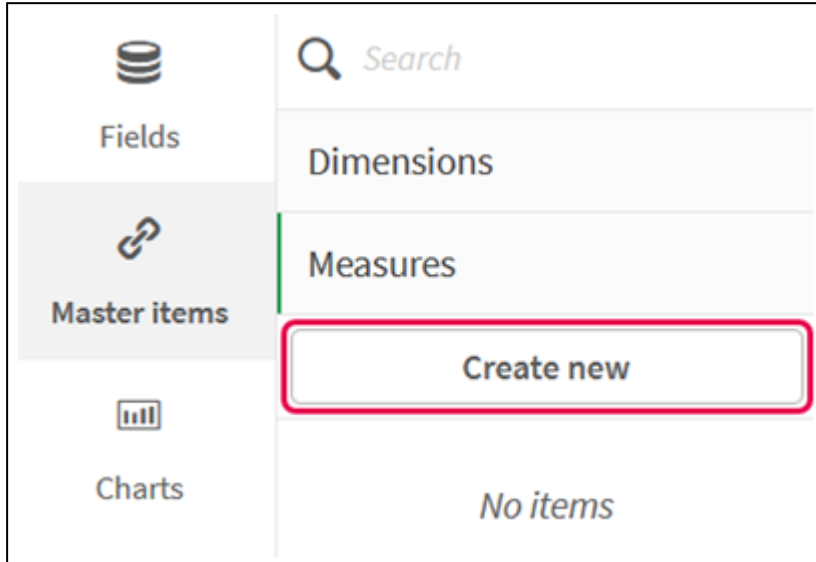 Search
Fields
Dimensions
Measures
Master items
Create new
Charts
No items